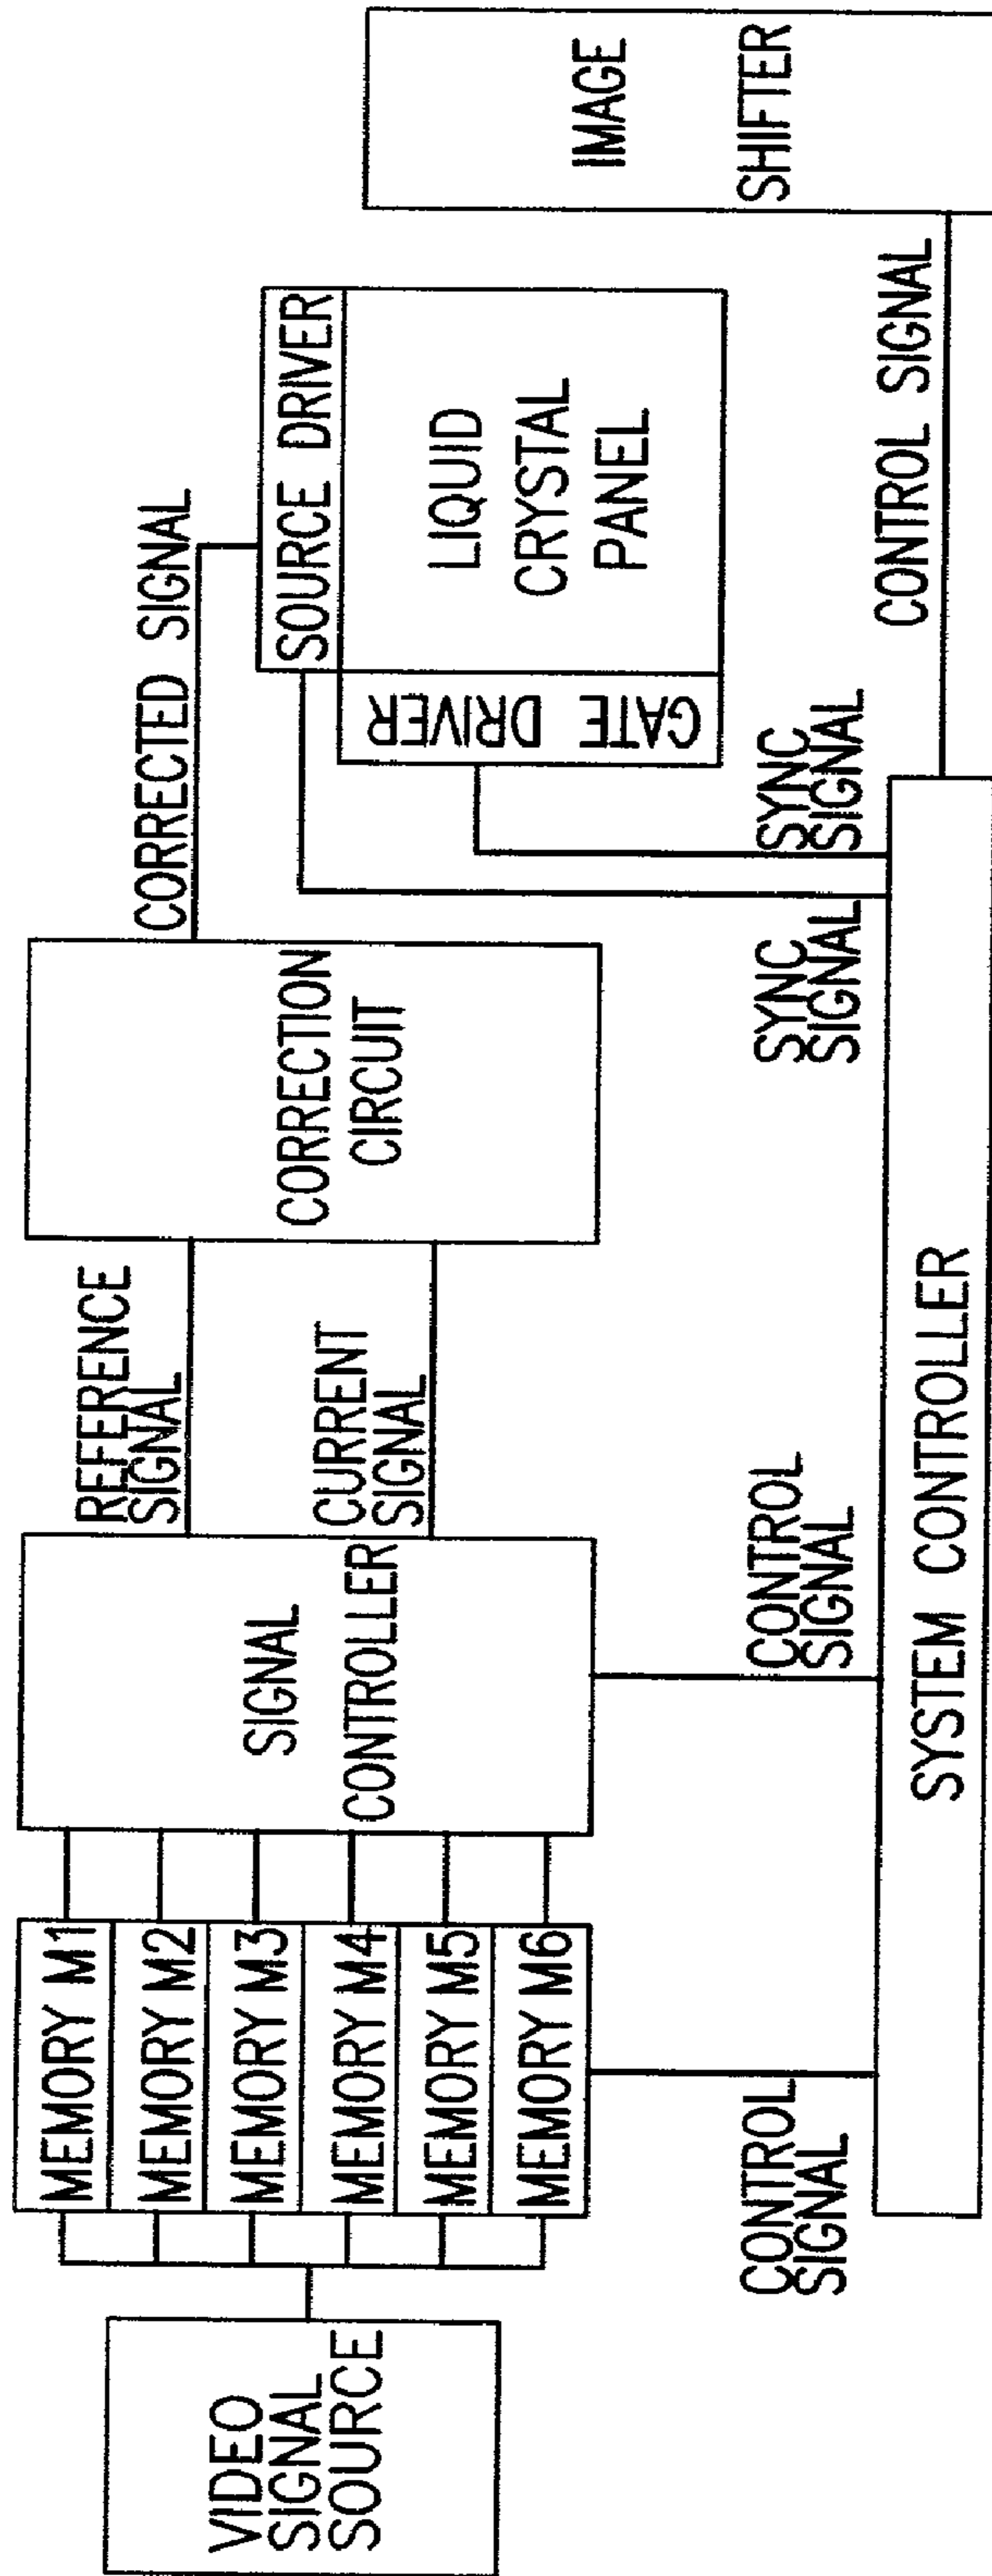 VIDEO
SIGNAL
SOURCE
MEMORY M1
MEMORY M2
MEMORY M3
MEMORY M4
MEMORY M5
MEMORY M6
CONTROL
SIGNAL
SIGNAL
CONTROLLER
CONTROL
SIGNAL
REFERENCE
SIGNAL
CURRENT
SIGNAL
CORRECTION
CIRCUIT
CORRECTED SIGNAL
SOURCE DRIVER
GATE DRIVER
LIQUID
CRYSTAL
PANEL
SYNC
SIGNAL
SYNC
SIGNAL
CONTROL SIGNAL
IMAGE
SHIFTER
SYSTEM CONTROLLER